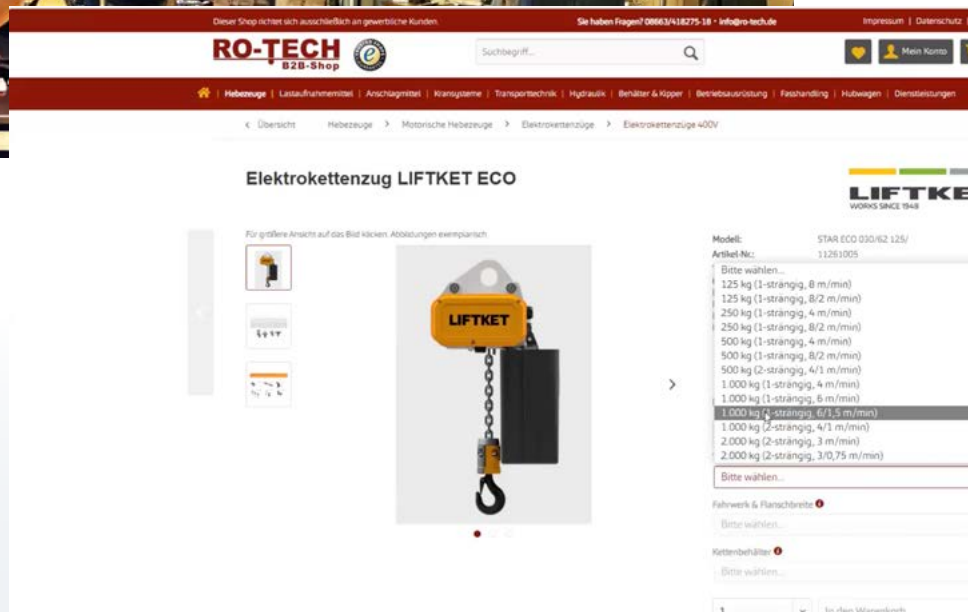 Dieser Shop richtet sich ausschließlich an gewerbliche Kunden.
Sie haben Fragen? 08663/418275-18 • info@ro-tech.de
Impressum | Datenschutz |
RO-TECH
B2B-Shop
Suchbegriff...
Mein Konto
Hebezeuge | Lastaufnahmemittel | Anschlagmittel | Kransysteme | Transporttechnik | Hydraulik | Behälter & Kipper | Betriebsausrüstung | Fasshandling | Hubwagen | Dienstleistungen
< Übersicht Hebezeuge > Motorische Hebezeuge > Elektrokettenzüge > Elektrokettenzüge 400V
Elektrokettenzug LIFTKET ECO
LIFTKE
WORKS SINCE 1948
Für größere Ansicht auf das Bild klicken. Abbildungen exemplarisch.
LIFTKET
Modell: STAR ECO 030/62 125/
Artikel-Nr.: 11261005
Bitte wählen...
125 kg (1-strängig, 8 m/min)
125 kg (1-strängig, 8/2 m/min)
250 kg (1-strängig, 4 m/min)
250 kg (1-strängig, 8/2 m/min)
500 kg (1-strängig, 4 m/min)
500 kg (1-strängig, 8/2 m/min)
500 kg (2-strängig, 4/1 m/min)
1.000 kg (1-strängig, 4 m/min)
1.000 kg (1-strängig, 6 m/min)
1.000 kg (1-strängig, 6/1,5 m/min)
1.000 kg (2-strängig, 4/1 m/min)
2.000 kg (2-strängig, 3 m/min)
2.000 kg (2-strängig, 3/0,75 m/min)
Bitte wählen...
Fahrwerk & Flanschbreite
Bitte wählen...
Kettenbehälter
Bitte wählen...
1
In den Warenkorb